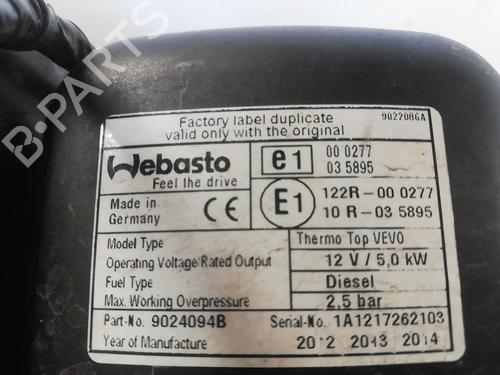 B-PARTS
Factory label duplicate
valid only with the original
9022086A
Webasto
Feel the drive
e1
00 0277
03 5895
Made in
Germany
CE
E1
122R-00 0277
10 R-03 5895
Model Type
Thermo Top VEVO
Operating Voltage/Rated Output
12 V / 5,0 kW
Fuel Type
Diesel
Max. Working Overpressure
2,5 bar
Part-No. 9024094B
Serial-No. 1A1217262103
Year of Manufacture
2012 2013 2014